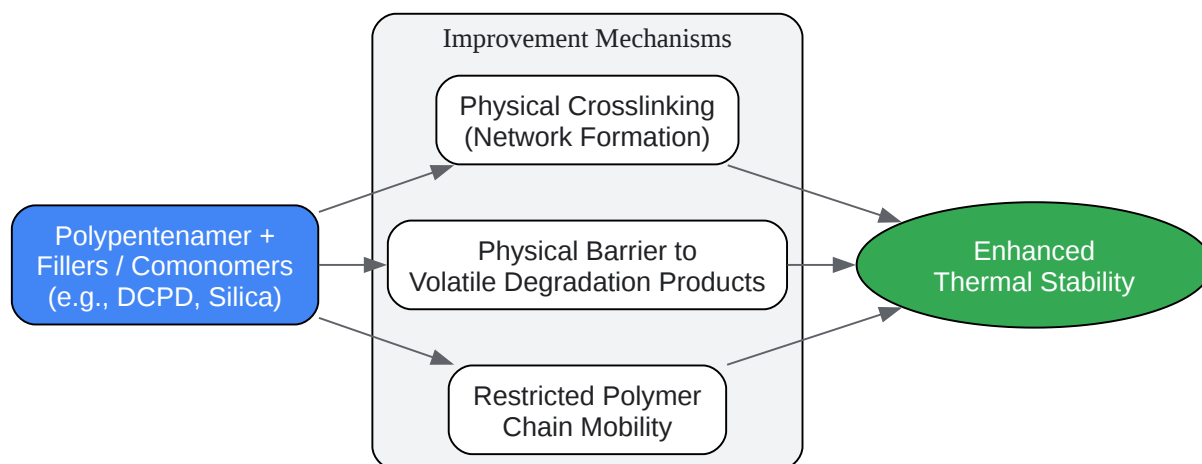 Improvement Mechanisms
Physical Crosslinking
(Network Formation)
Polypentenamer +
Fillers / Comonomers
(e.g., DCPD, Silica)
Physical Barrier to
Volatile Degradation Products
Enhanced
Thermal Stability
Restricted Polymer
Chain Mobility